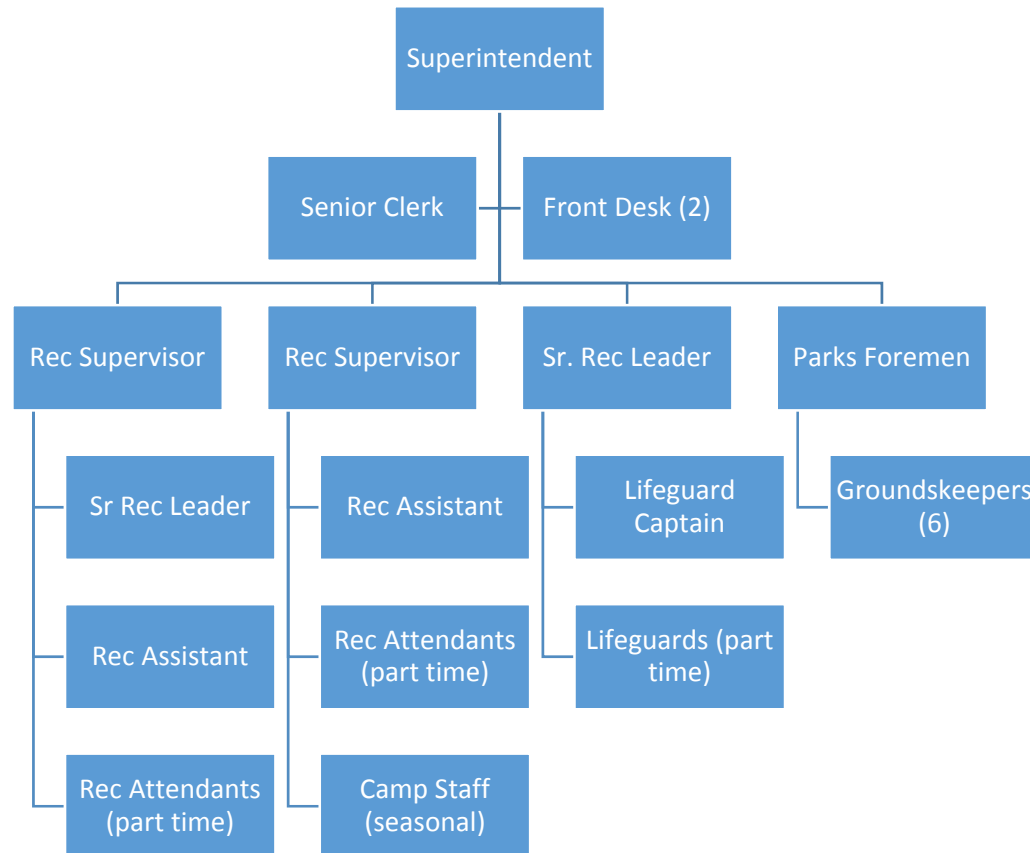 Superintendent
Senior Clerk
Front Desk (2)
Rec Supervisor
Rec Supervisor
Sr. Rec Leader
Parks Foremen
Sr Rec Leader
Rec Assistant
Lifeguard
Captain
Groundskeepers
(6)
Rec Assistant
Rec Attendants
(part time)
Lifeguards (part
time)
Rec Attendants
(part time)
Camp Staff
(seasonal)